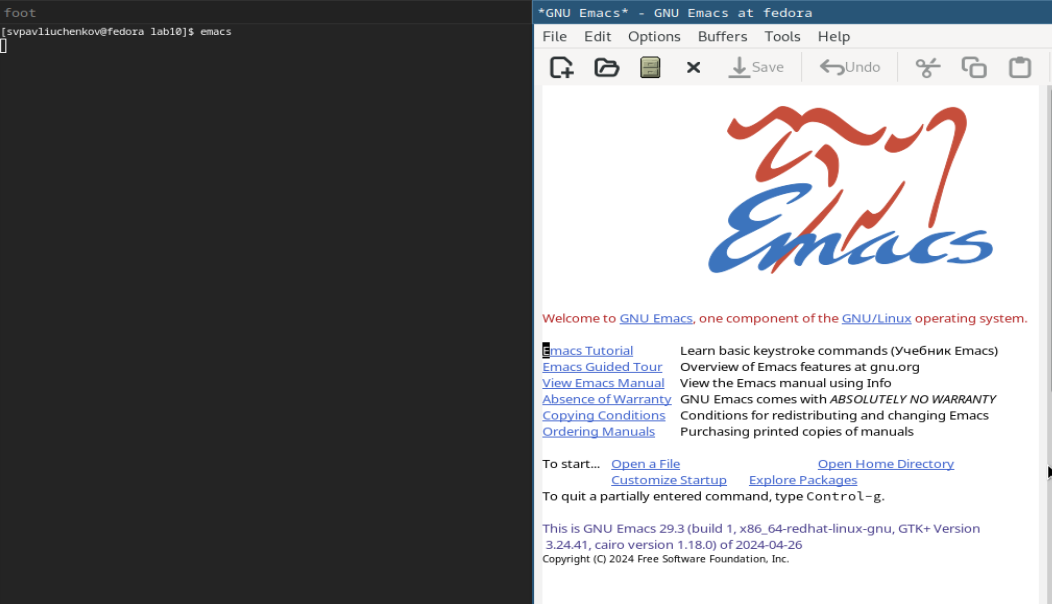 foot
[svpavliuchenkov@fedora lab10]$ emacs
*GNU Emacs* - GNU Emacs at fedora
File Edit Options Buffers Tools Help
Save Undo
Emacs
Welcome to GNU Emacs, one component of the GNU/Linux operating system.
Emacs Tutorial Learn basic keystroke commands (Учебник Emacs)
Emacs Guided Tour Overview of Emacs features at gnu.org
View Emacs Manual View the Emacs manual using Info
Absence of Warranty GNU Emacs comes with ABSOLUTELY NO WARRANTY
Copying Conditions Conditions for redistributing and changing Emacs
Ordering Manuals Purchasing printed copies of manuals
To start... Open a File Open Home Directory
Customize Startup Explore Packages
To quit a partially entered command, type Control-g.
This is GNU Emacs 29.3 (build 1, x86_64-redhat-linux-gnu, GTK+ Version
3.24.41, cairo version 1.18.0) of 2024-04-26
Copyright (C) 2024 Free Software Foundation, Inc.